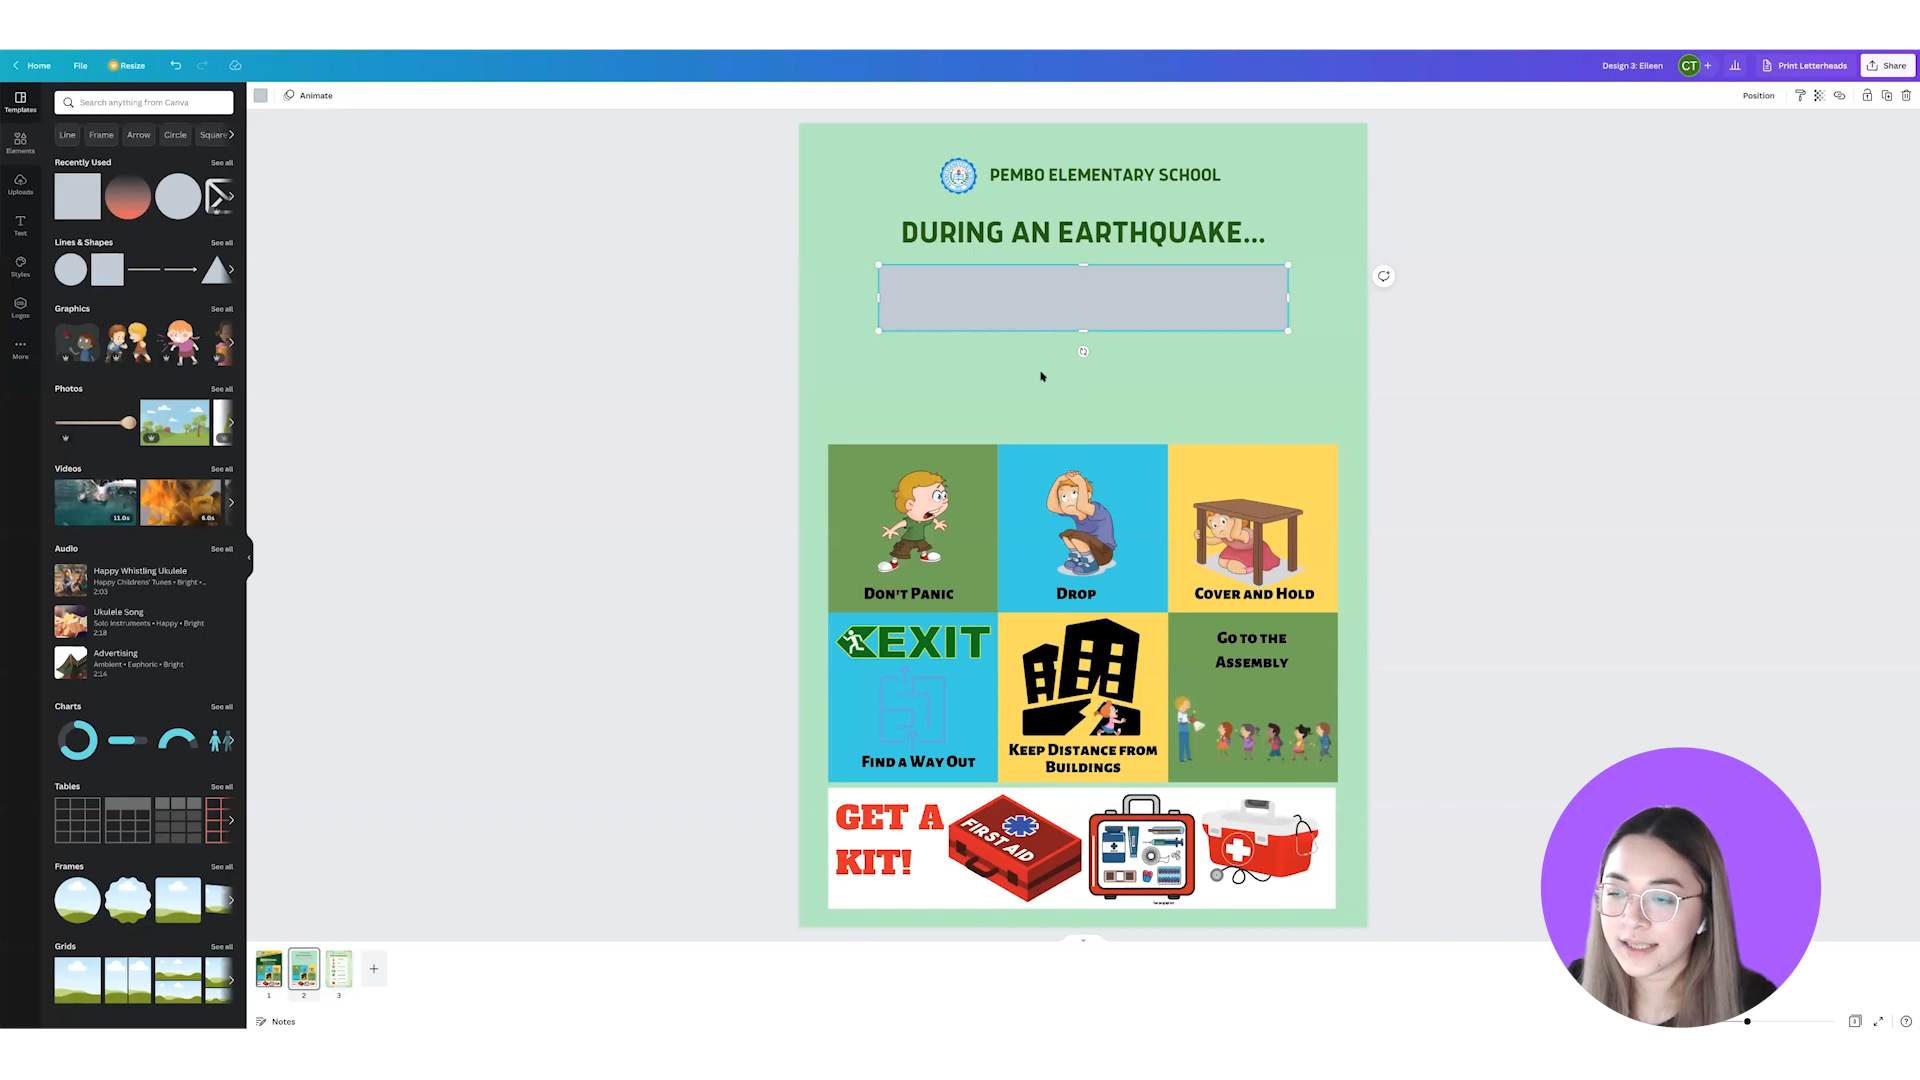 Home
File
Resize
Design 3: Eileen
CT
Print Letterheads
Share
Templates
Search anything from Canva
Animate
Position
Line
Frame
Arrow
Circle
Square
Elements
Recently Used
See all
Uploads
Text
Lines & Shapes
See all
Styles
Graphics
See all
Logos
More
Photos
See all
Videos
See all
11.0s
6.0s
Audio
See all
Happy Whistling Ukulele
Happy Childrens' Tunes • Bright •...
2:03
Ukulele Song
Solo Instruments • Happy • Bright
2:18
Advertising
Ambient • Euphoric • Bright
2:14
Charts
See all
Tables
See all
Frames
See all
Grids
See all
PEMBO ELEMENTARY SCHOOL
DURING AN EARTHQUAKE...
DON'T PANIC
DROP
COVER AND HOLD
EXIT
FIND A WAY OUT
KEEP DISTANCE FROM
BUILDINGS
GO TO THE
ASSEMBLY
GET A
KIT!
FIRST AID
1
2
3
Notes
3